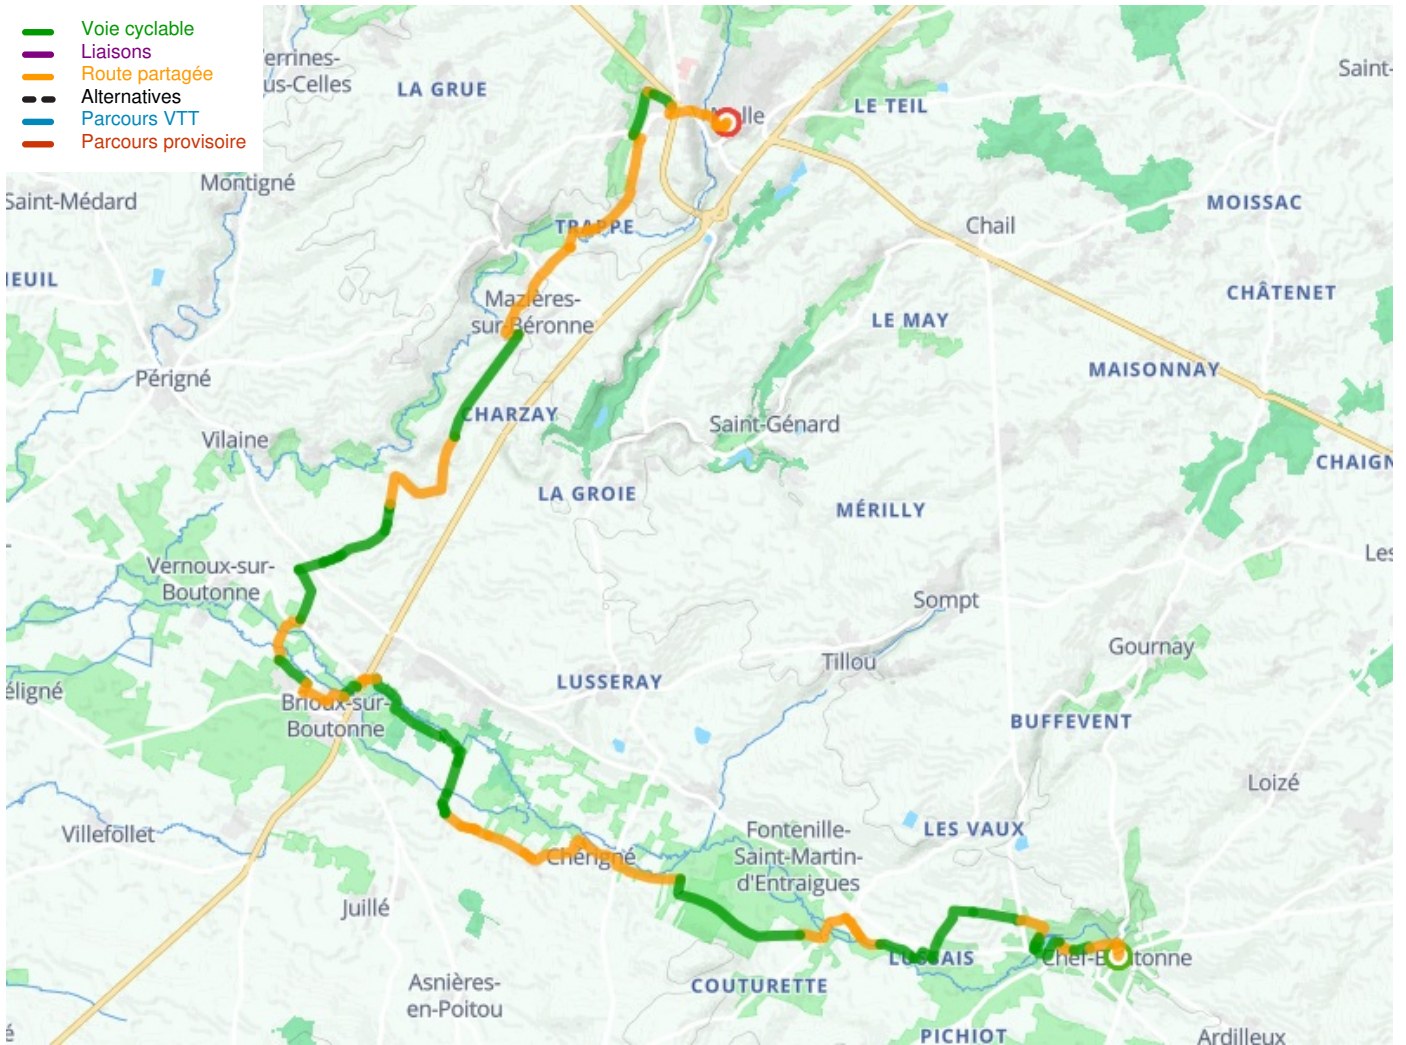 Voie cyclable
Liaisons
Route partagée
Alternatives
Parcours VTT
Parcours provisoire
LA GRUE
LE TEIL
Saint-
Montigné
Saint-Médard
MOISSAC
Chail
TRAPPE
CHÂTENET
Mazières-
sur-Béronne
LE MAY
MAISONNAY
Périgné
CHARZAY
Saint-Génard
Vilaine
CHAIGN
LA GROIE
MÉRILLY
Les
Vernoux-sur-
Boutonne
Sompt
Gournay
Tillou
LUSSERAY
éligné
Brioux-sur-
Boutonne
BUFFEVENT
Loizé
Villefollet
Fontenille-
Saint-Martin-
d'Entraigues
LES VAUX
Chérigné
Juillé
Asnières-
en-Poitou
COUTURETTE
PICHIOT
Ardilleux